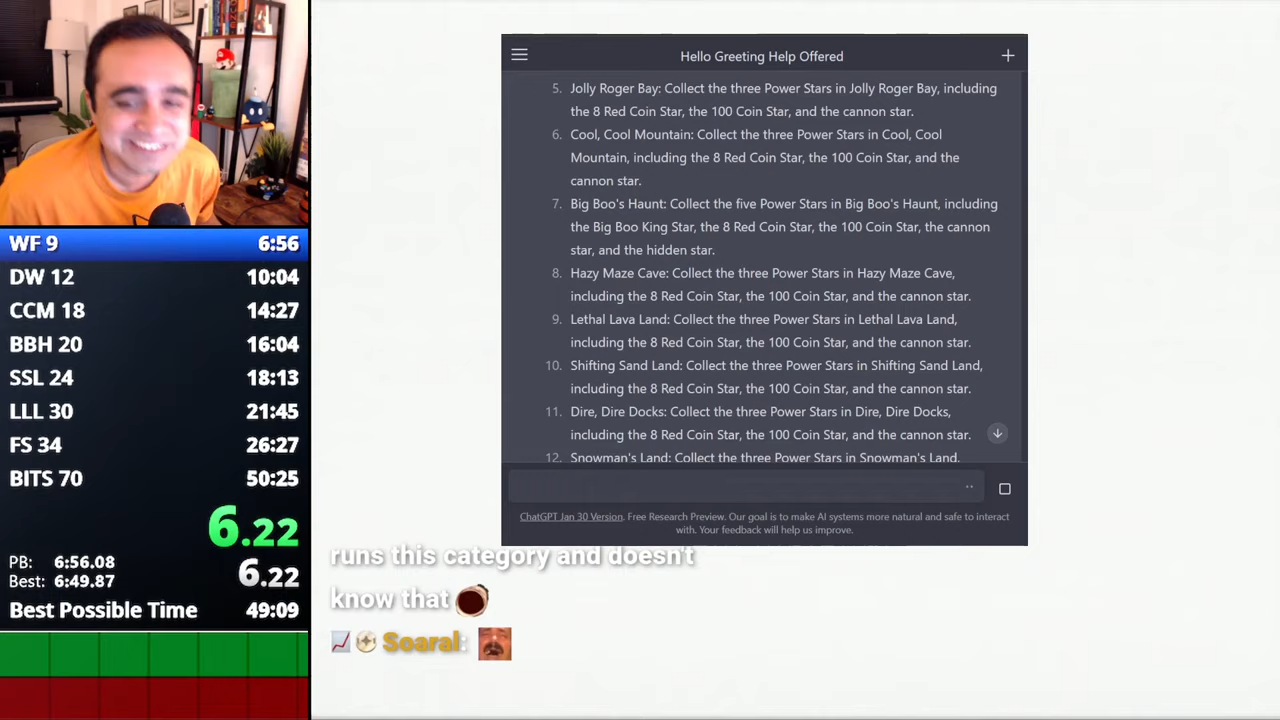 WF 9 6:56
DW 12 10:04
CCM 18 14:27
BBH 20 16:04
SSL 24 18:13
LLL 30 21:45
FS 34 26:27
BITS 70 50:25
6.22
PB: 6:56.08
Best: 6:49.87
6.22
Best Possible Time 49:09
Hello Greeting Help Offered
5. Jolly Roger Bay: Collect the three Power Stars in Jolly Roger Bay, including
the 8 Red Coin Star, the 100 Coin Star, and the cannon star.
6. Cool, Cool Mountain: Collect the three Power Stars in Cool, Cool
Mountain, including the 8 Red Coin Star, the 100 Coin Star, and the
cannon star.
7. Big Boo's Haunt: Collect the five Power Stars in Big Boo's Haunt, including
the Big Boo King Star, the 8 Red Coin Star, the 100 Coin Star, the cannon
star, and the hidden star.
8. Hazy Maze Cave: Collect the three Power Stars in Hazy Maze Cave,
including the 8 Red Coin Star, the 100 Coin Star, and the cannon star.
9. Lethal Lava Land: Collect the three Power Stars in Lethal Lava Land,
including the 8 Red Coin Star, the 100 Coin Star, and the cannon star.
10. Shifting Sand Land: Collect the three Power Stars in Shifting Sand Land,
including the 8 Red Coin Star, the 100 Coin Star, and the cannon star.
11. Dire, Dire Docks: Collect the three Power Stars in Dire, Dire Docks,
including the 8 Red Coin Star, the 100 Coin Star, and the cannon star.
12. Snowman's Land: Collect the three Power Stars in Snowman's Land,
ChatGPT Jan 30 Version. Free Research Preview. Our goal is to make AI systems more natural and safe to interact
with. Your feedback will help us improve.
runs this category and doesn't
know that
Soaral: